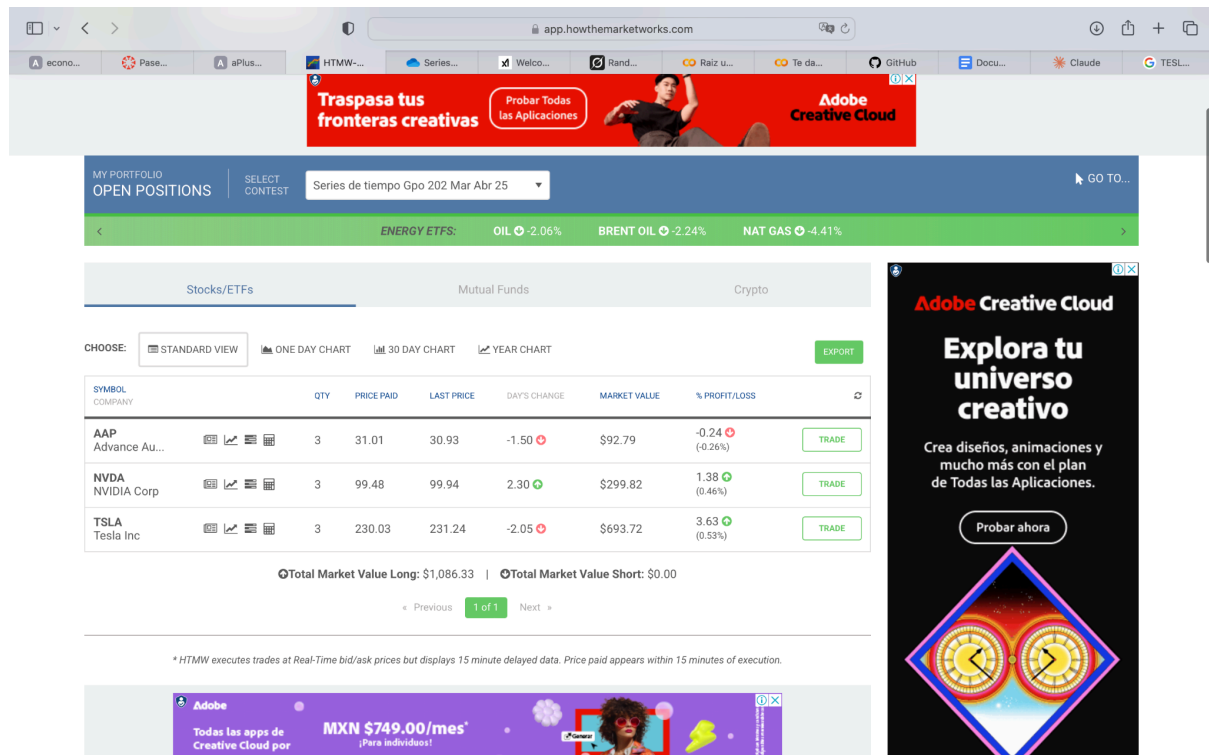 app.howthemarketworks.com
econo... Pase... aPlus... HTMW-... Series... Welco... Rand... Raiz u... Te da... GitHub Docu... Claude TESL...
Traspasa tus
fronteras creativas
Probar Todas
las Aplicaciones
Adobe
Creative Cloud
MY PORTFOLIO
OPEN POSITIONS
SELECT
CONTEST
Series de tiempo Gpo 202 Mar Abr 25
GO TO...
ENERGY ETFS: OIL -2.06% BRENT OIL -2.24% NAT GAS -4.41%
Stocks/ETFs Mutual Funds Crypto
CHOOSE: STANDARD VIEW ONE DAY CHART 30 DAY CHART YEAR CHART EXPORT
SYMBOL
COMPANY
QTY PRICE PAID LAST PRICE DAY'S CHANGE MARKET VALUE % PROFIT/LOSS
AAP
Advance Au...
3 31.01 30.93 -1.50 $92.79 -0.24
(-0.26%)
TRADE
NVDA
NVIDIA Corp
3 99.48 99.94 2.30 $299.82 1.38
(0.46%)
TRADE
TSLA
Tesla Inc
3 230.03 231.24 -2.05 $693.72 3.63
(0.53%)
TRADE
Total Market Value Long: $1,086.33 | Total Market Value Short: $0.00
« Previous 1 of 1 Next »
* HTMW executes trades at Real-Time bid/ask prices but displays 15 minute delayed data. Price paid appears within 15 minutes of execution.
Adobe Creative Cloud
Explora tu
universo
creativo
Crea diseños, animaciones y
mucho más con el plan
de Todas las Aplicaciones.
Probar ahora
Adobe
Todas las apps de
Creative Cloud por
MXN $749.00/mes*
¡Para individuos!
Generar